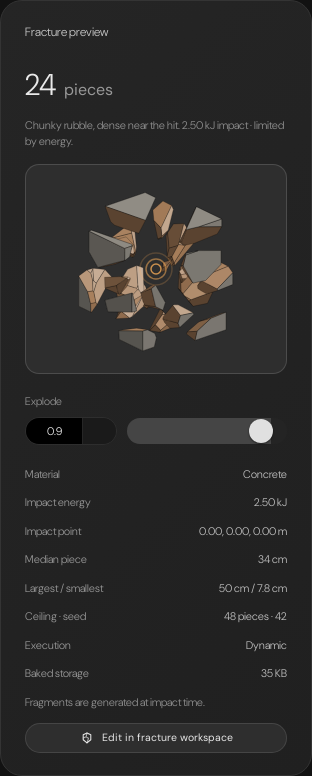 Fracture preview
24 pieces
Chunky rubble, dense near the hit. 2.50 kJ impact · limited
by energy.
Explode
0.9
Material Concrete
Impact energy 2.50 kJ
Impact point 0.00, 0.00, 0.00 m
Median piece 34 cm
Largest / smallest 50 cm / 7.8 cm
Ceiling · seed 48 pieces · 42
Execution Dynamic
Baked storage 35 KB
Fragments are generated at impact time.
Edit in fracture workspace